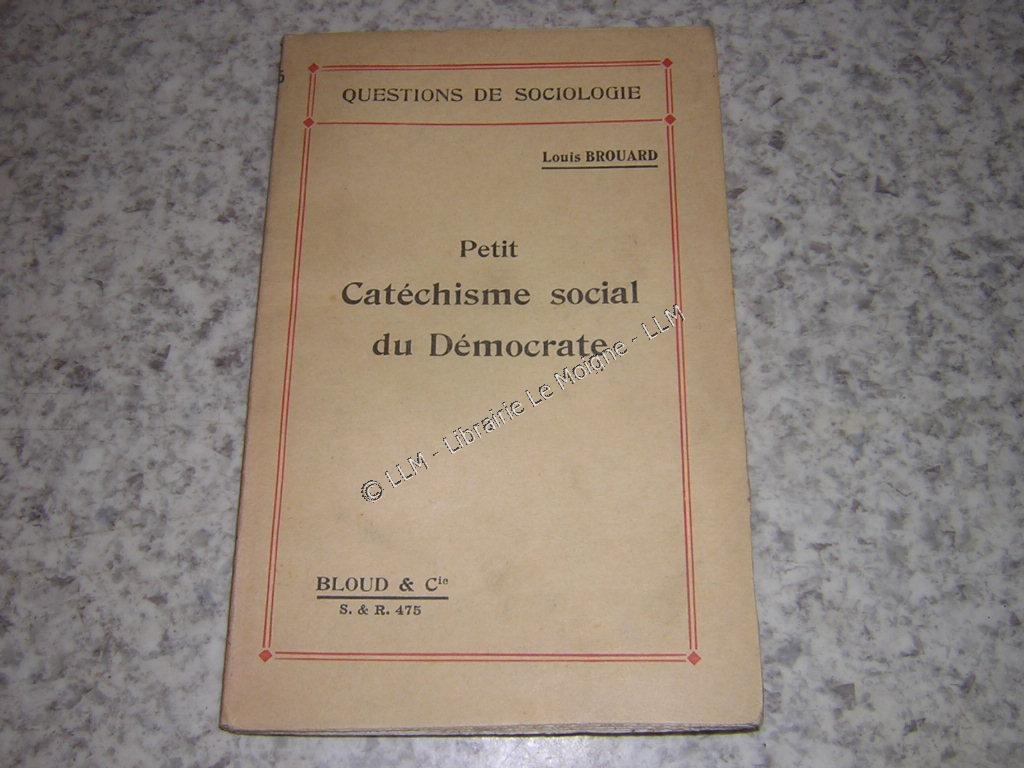 QUESTIONS DE SOCIOLOGIE
Louis BROUARD
Petit
Catéchisme social
du Démocrate
© LLM - Librairie Le Moigne - LLM
BLOUD & Cie
S. & R. 475